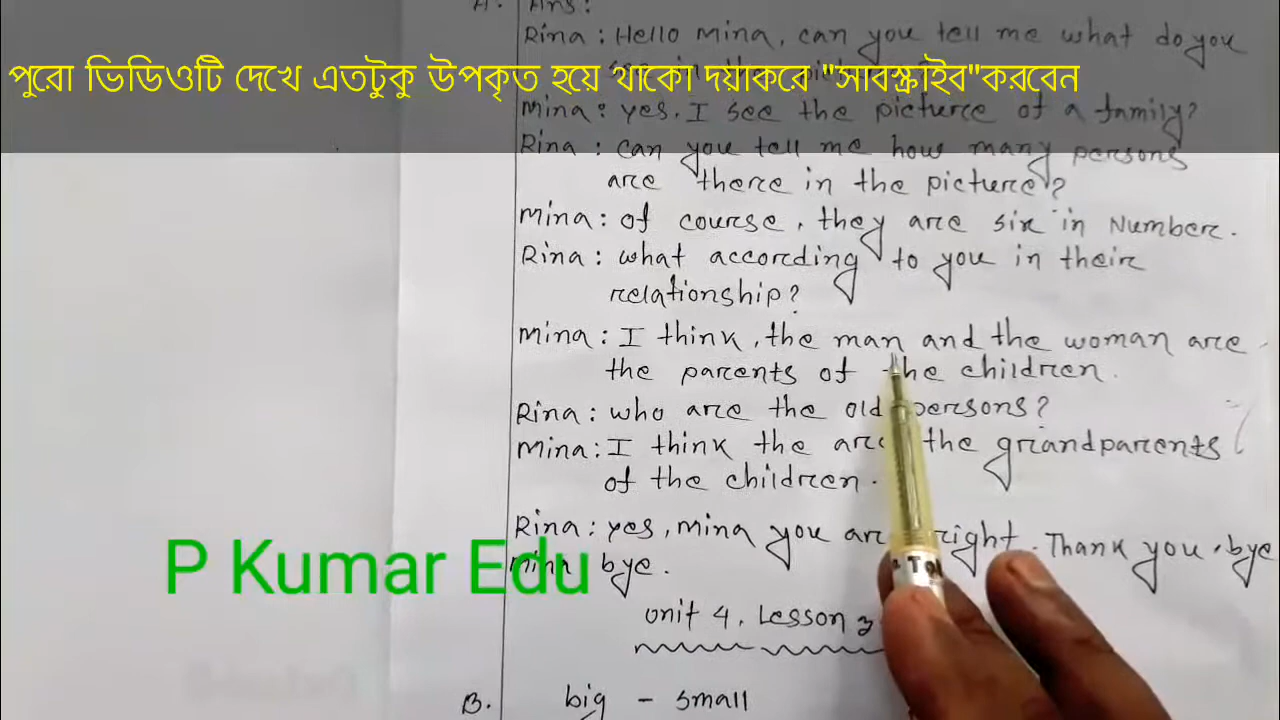 A. Ans:
Rina: Hello Mina, can you tell me what do you
পুরো ভিডিওটি দেখে এতটুকু উপকৃত হয়ে থাকো দয়াকরে "সাবস্ক্রাইব"করবেন
see in the picture?
Mina: yes, I see the picture of a family?
Rina: can you tell me how many persons
are there in the picture?
Mina: of course, they are six in Number.
Rina: what according to you in their
relationship?
Mina: I think, the man and the woman are
the parents of the children.
Rina: who are the old persons?
Mina: I think the are the grandparents
of the children.
Rina: yes, Mina you are right. Thank you, bye
P Kumar Edu
Mina bye.
Unit 4, Lesson 3
B. big - small